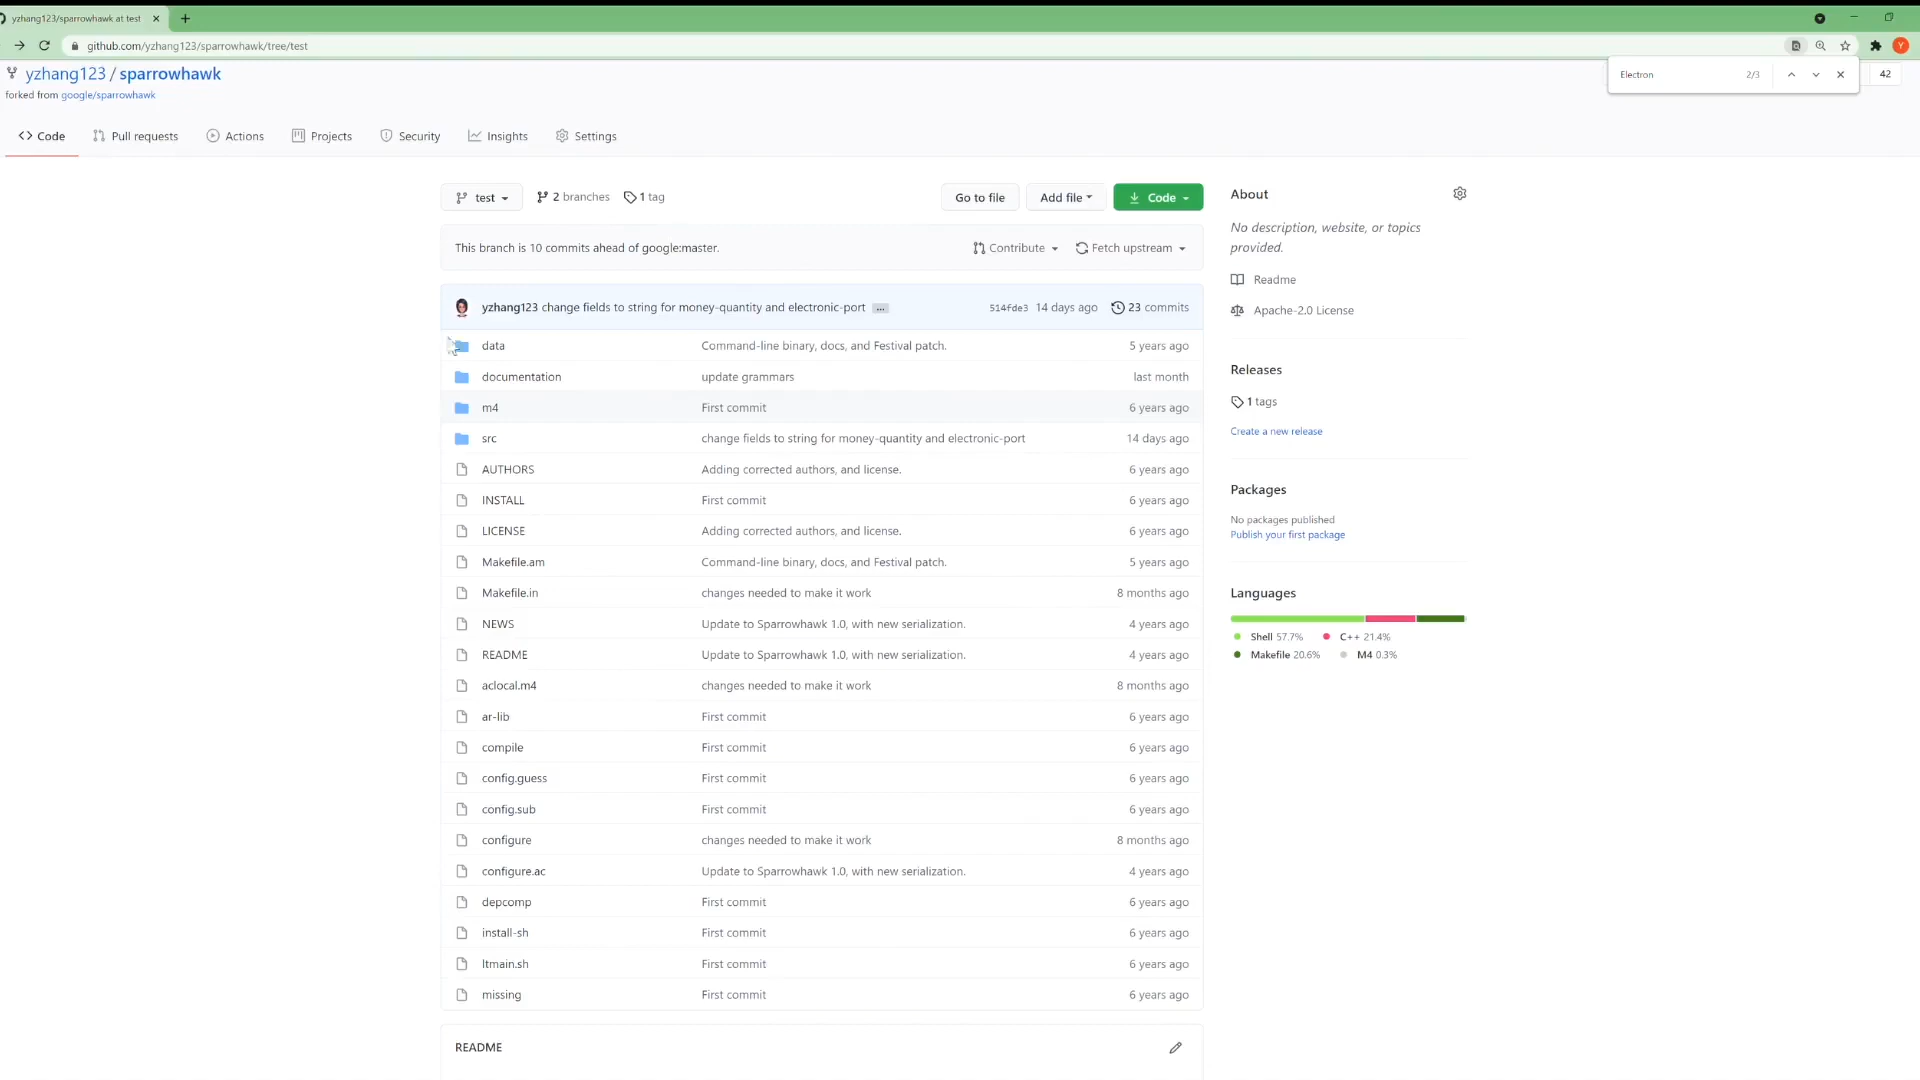 yzhang123/sparrowhawk at test
github.com/yzhang123/sparrowhawk/tree/test
Y
Electron 2/3
yzhang123 / sparrowhawk
42
forked from google/sparrowhawk
<> Code Pull requests Actions Projects Security Insights Settings
test 2 branches 1 tag Go to file Add file Code
This branch is 10 commits ahead of google:master. Contribute Fetch upstream
yzhang123 change fields to string for money-quantity and electronic-port ... 514fde3 14 days ago 23 commits
data Command-line binary, docs, and Festival patch. 5 years ago
documentation update grammars last month
m4 First commit 6 years ago
src change fields to string for money-quantity and electronic-port 14 days ago
AUTHORS Adding corrected authors, and license. 6 years ago
INSTALL First commit 6 years ago
LICENSE Adding corrected authors, and license. 6 years ago
Makefile.am Command-line binary, docs, and Festival patch. 5 years ago
Makefile.in changes needed to make it work 8 months ago
NEWS Update to Sparrowhawk 1.0, with new serialization. 4 years ago
README Update to Sparrowhawk 1.0, with new serialization. 4 years ago
aclocal.m4 changes needed to make it work 8 months ago
ar-lib First commit 6 years ago
compile First commit 6 years ago
config.guess First commit 6 years ago
config.sub First commit 6 years ago
configure changes needed to make it work 8 months ago
configure.ac Update to Sparrowhawk 1.0, with new serialization. 4 years ago
depcomp First commit 6 years ago
install-sh First commit 6 years ago
ltmain.sh First commit 6 years ago
missing First commit 6 years ago
README
About
No description, website, or topics
provided.
Readme
Apache-2.0 License
Releases
1 tags
Create a new release
Packages
No packages published
Publish your first package
Languages
Shell 57.7% C++ 21.4%
Makefile 20.6% M4 0.3%